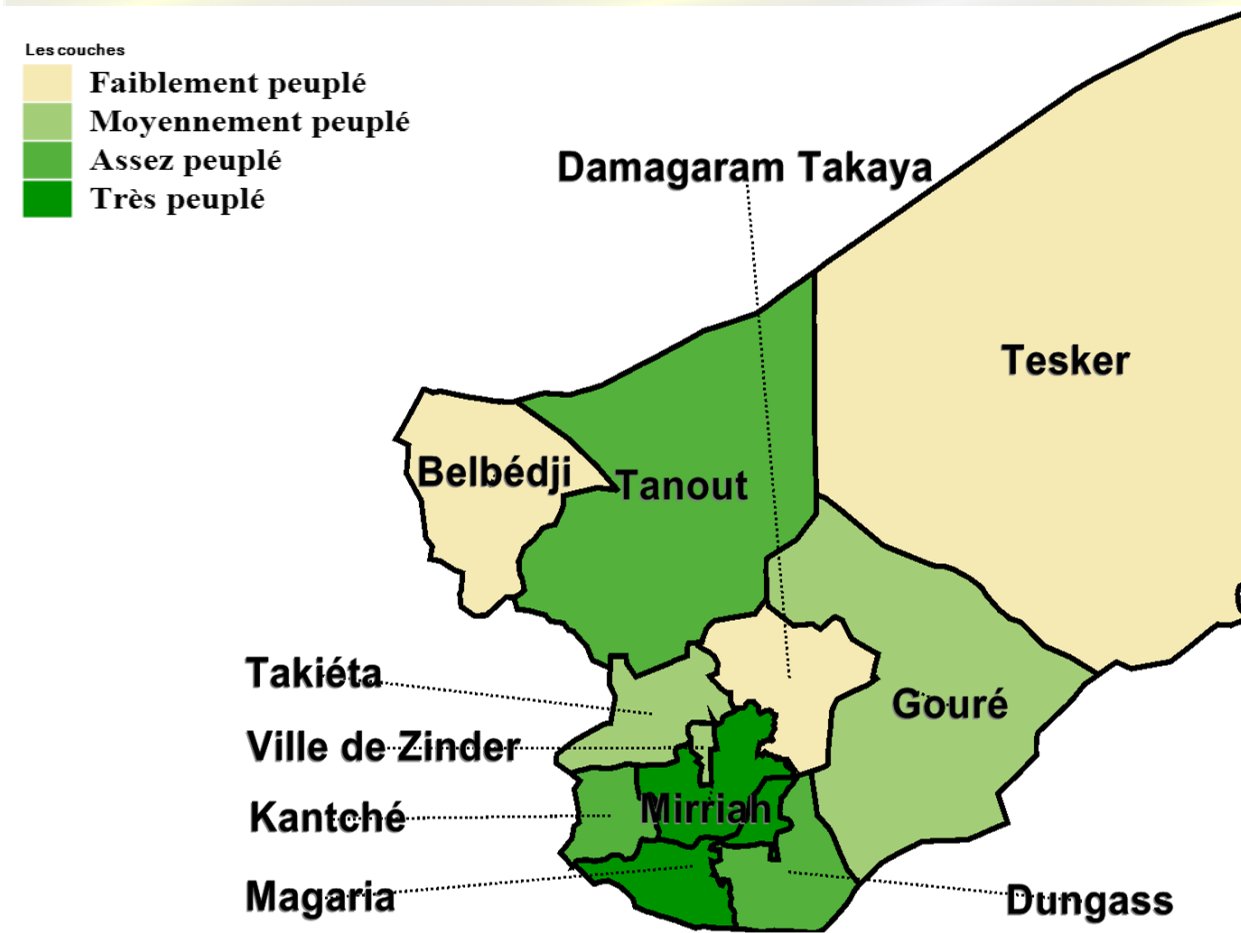 Les couches
Faiblement peuplé
Moyennement peuplé
Assez peuplé
Très peuplé
Damagaram Takaya
Tesker
Belbédji
Tanout
Takiéta
Gouré
Ville de Zinder
Kantché
Mirriah
Magaria
Dungass